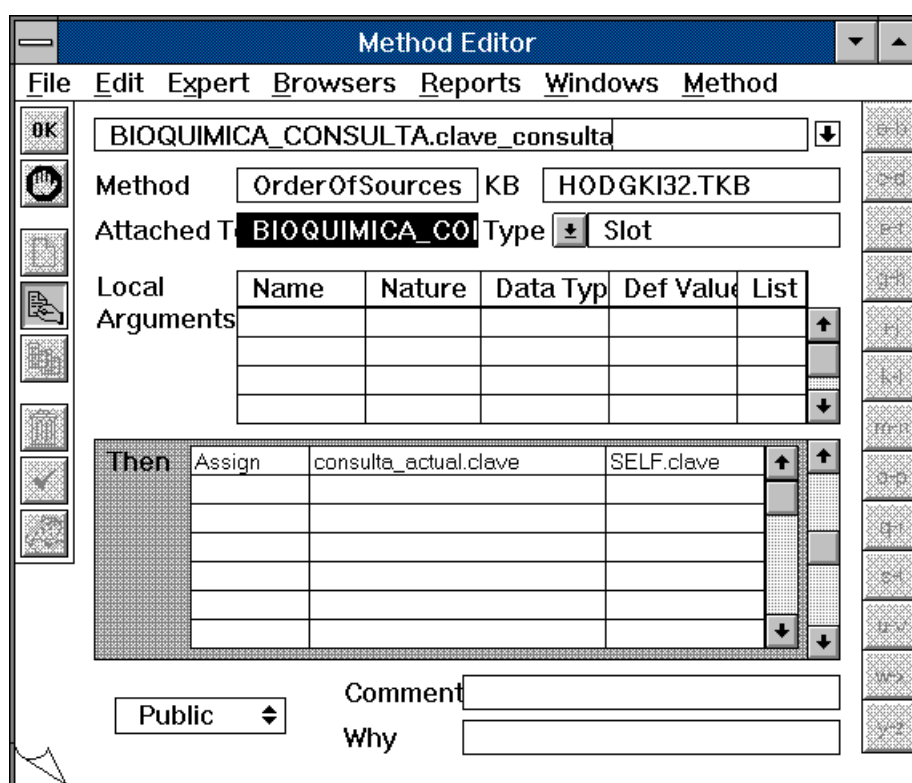 Method Editor
File Edit Expert Browsers Reports Windows Method
OK
BIOQUIMICA_CONSULTA.clave_consulta
Method OrderOfSources KB HODGKI32.TKB
Attached T BIOQUIMICA_CO Type Slot
Local Arguments
Name Nature Data Typ Def Value List
Then Assign consulta_actual.clave SELF.clave
Public
Comment
Why
a-b
c-d
e-f
g-h
i-j
k-l
m-n
o-p
q-r
s-t
u-v
w-x
y-z